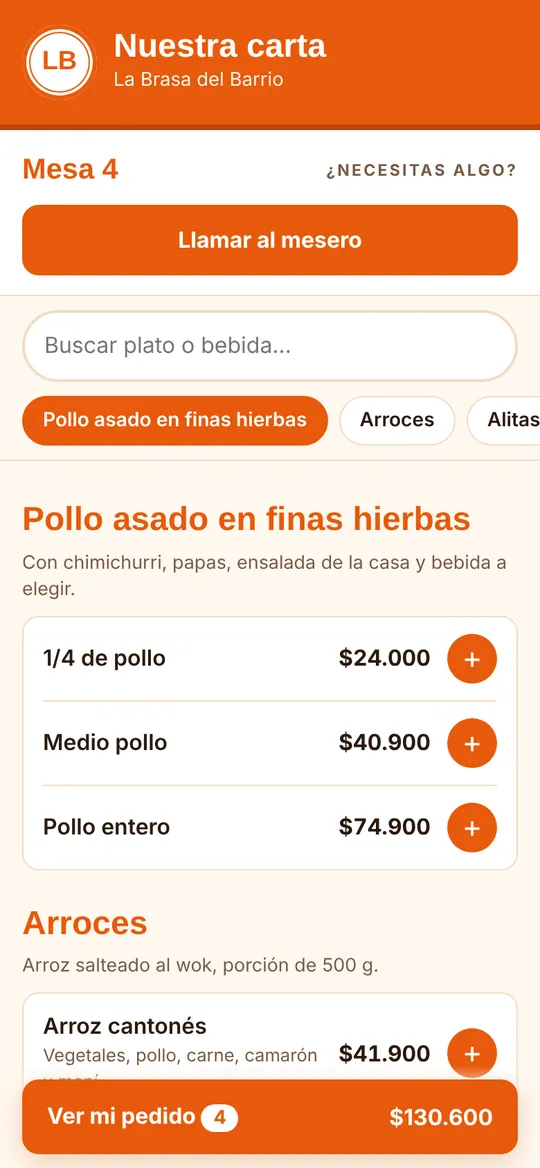 LB
Nuestra carta
La Brasa del Barrio
Mesa 4
¿NECESITAS ALGO?
Llamar al mesero
Buscar plato o bebida...
Pollo asado en finas hierbas
Arroces
Alitas
Pollo asado en finas hierbas
Con chimichurri, papas, ensalada de la casa y bebida a
elegir.
1/4 de pollo $24.000 +
Medio pollo $40.900 +
Pollo entero $74.900 +
Arroces
Arroz salteado al wok, porción de 500 g.
Arroz cantonés
Vegetales, pollo, carne, camarón $41.900 +
Ver mi pedido 4 $130.600